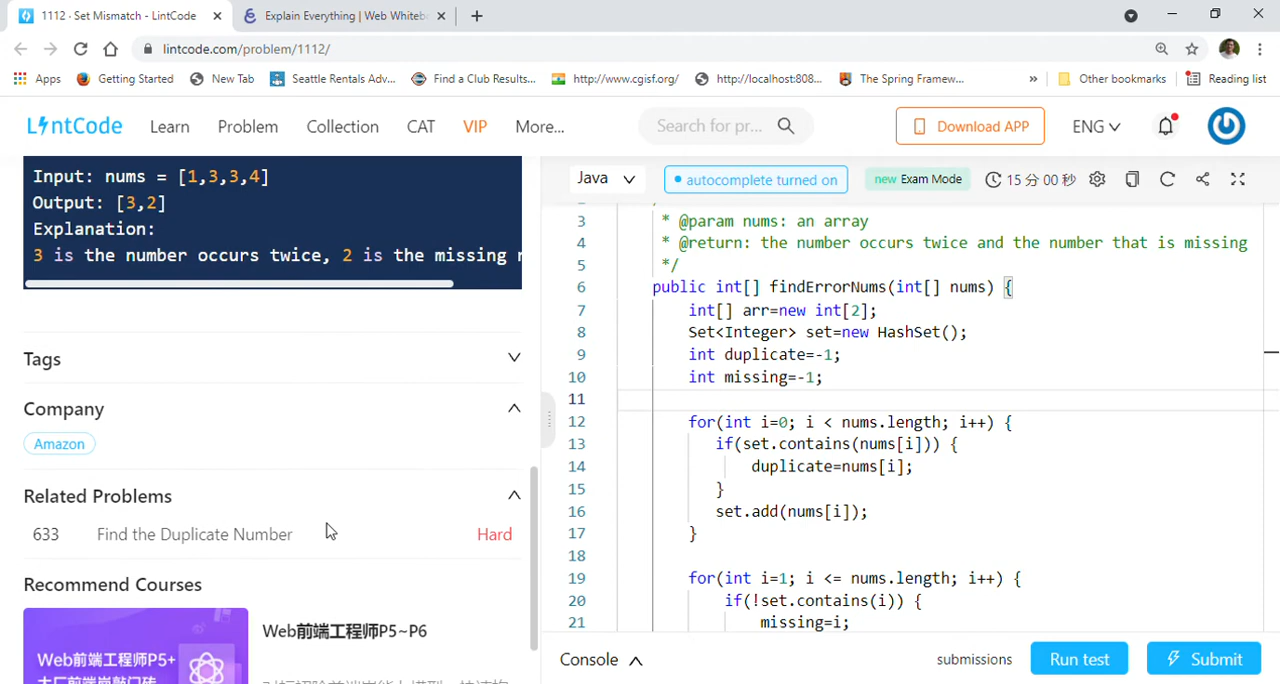 1112 · Set Mismatch - LintCode
Explain Everything | Web Whiteb
lintcode.com/problem/1112/
Apps Getting Started New Tab Seattle Rentals Adv... Find a Club Results... http://www.cgisf.org/ http://localhost:808... The Spring Framew... » Other bookmarks Reading list
LintCode Learn Problem Collection CAT VIP More... Search for pr... Download APP ENG
Input: nums = [1,3,3,4]
Output: [3,2]
Explanation:
3 is the number occurs twice, 2 is the missing
Tags
Company
Amazon
Related Problems
633 Find the Duplicate Number Hard
Recommend Courses
Web前端工程师P5+
Web前端工程师P5~P6
Java autocomplete turned on new Exam Mode 15 分 00 秒
3 * @param nums: an array
4 * @return: the number occurs twice and the number that is missing
5 */
6 public int[] findErrorNums(int[] nums) {
7 int[] arr=new int[2];
8 Set<Integer> set=new HashSet();
9 int duplicate=-1;
10 int missing=-1;
11
12 for(int i=0; i < nums.length; i++) {
13 if(set.contains(nums[i])) {
14 duplicate=nums[i];
15 }
16 set.add(nums[i]);
17 }
18
19 for(int i=1; i <= nums.length; i++) {
20 if(!set.contains(i)) {
21 missing=i;
Console submissions Run test Submit